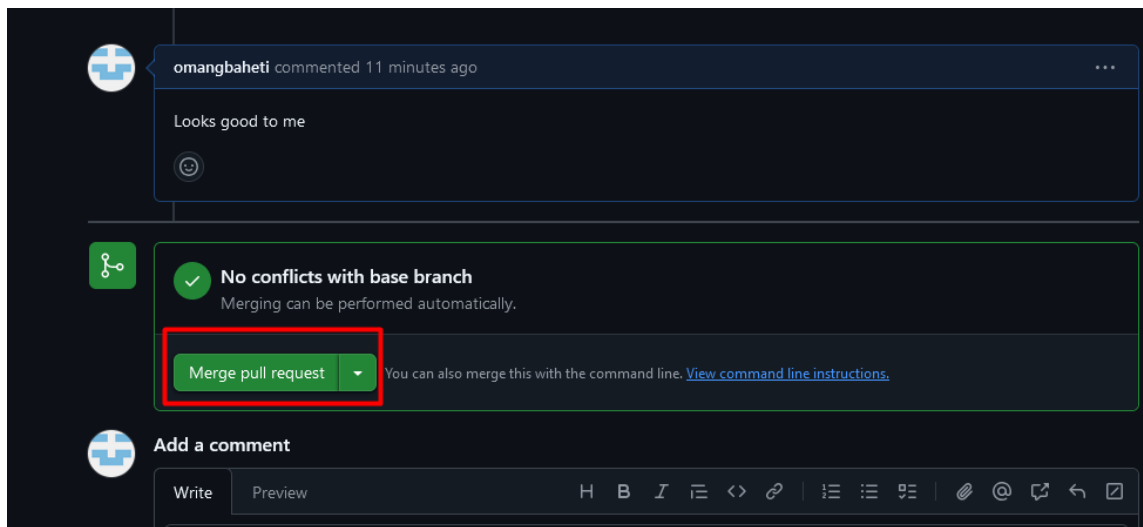 omangbaheti commented 11 minutes ago
Looks good to me
No conflicts with base branch
Merging can be performed automatically.
Merge pull request
You can also merge this with the command line. View command line instructions.
Add a comment
Write Preview